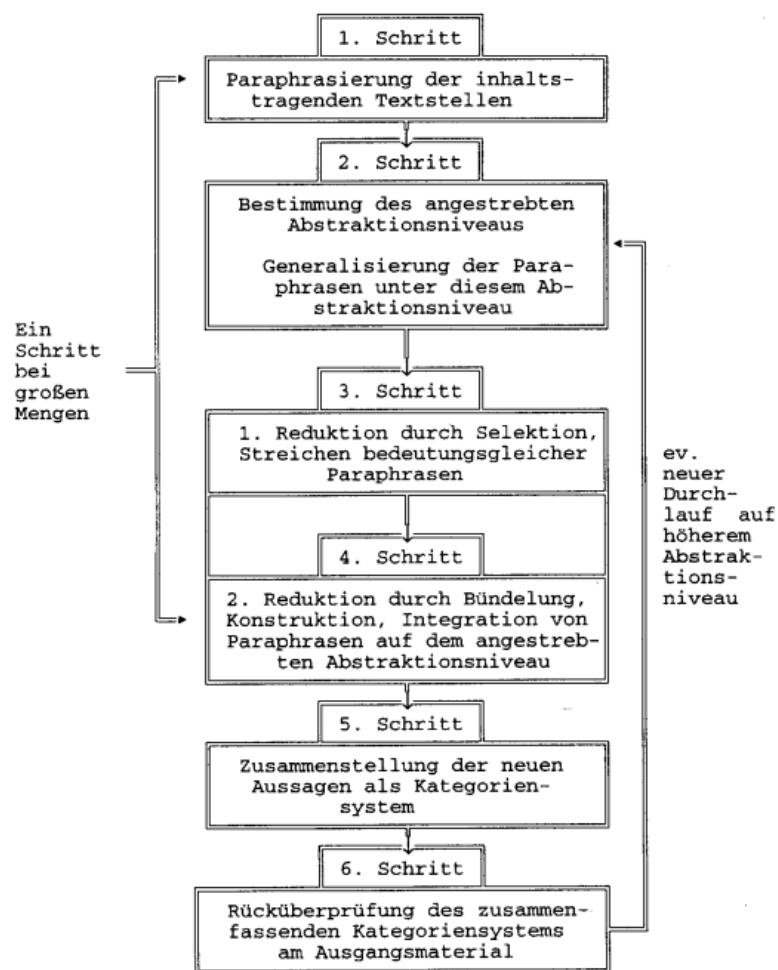 1. Schritt
Paraphrasierung der inhalts-
tragenden Textstellen
2. Schritt
Bestimmung des angestrebten
Abstraktionsniveaus
Generalisierung der Para-
phrasen unter diesem Ab-
straktionsniveau
Ein
Schritt
bei
großen
Mengen
3. Schritt
1. Reduktion durch Selektion,
Streichen bedeutungsgleicher
Paraphrasen
ev.
neuer
Durch-
lauf auf
höherem
Abstrak-
tions-
niveau
4. Schritt
2. Reduktion durch Bündelung,
Konstruktion, Integration von
Paraphrasen auf dem angestreb-
ten Abstraktionsniveau
5. Schritt
Zusammenstellung der neuen
Aussagen als Kategorien-
system
6. Schritt
Rücküberprüfung des zusammen-
fassenden Kategoriensystems
am Ausgangsmaterial